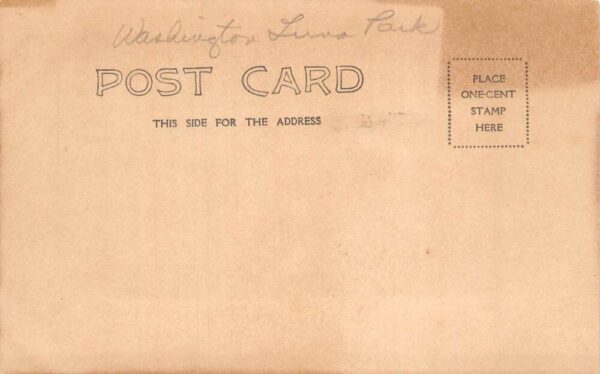 Washington Luna Park
POST CARD
THIS SIDE FOR THE ADDRESS
PLACE
ONE-CENT
STAMP
HERE